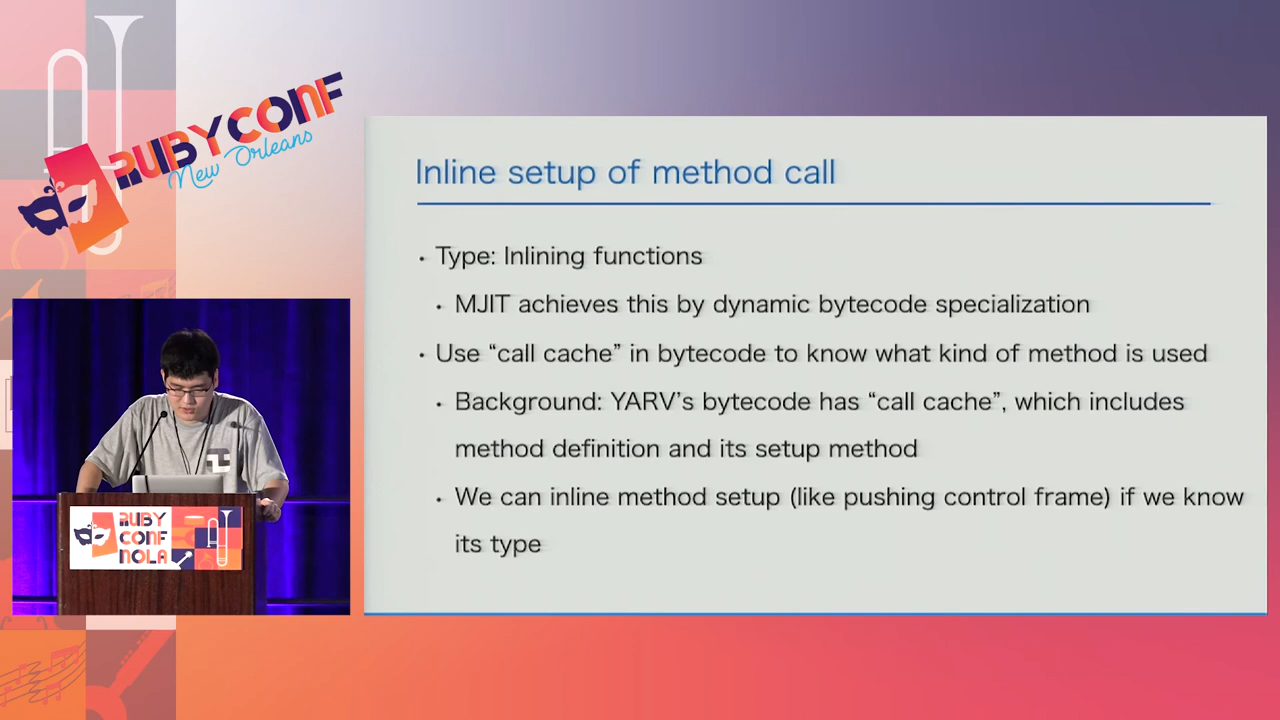 RUBYCONF
New Orleans
RUBY
CONF
NOLA
Inline setup of method call
• Type: Inlining functions
• MJIT achieves this by dynamic bytecode specialization
• Use “call cache” in bytecode to know what kind of method is used
• Background: YARV’s bytecode has “call cache”, which includes
method definition and its setup method
• We can inline method setup (like pushing control frame) if we know
its type